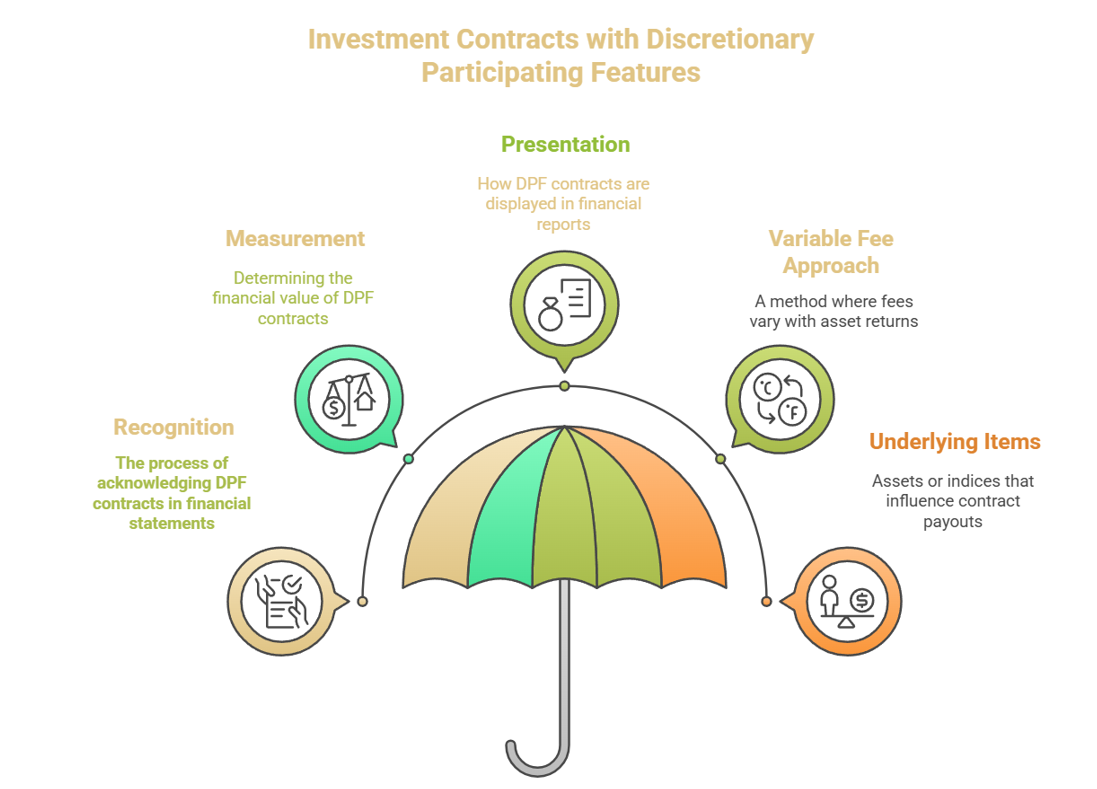 Investment Contracts with Discretionary
Participating Features
Presentation
How DPF contracts are
displayed in financial
reports
Measurement
Determining the
financial value of DPF
contracts
Variable Fee
Approach
A method where fees
vary with asset returns
Recognition
The process of
acknowledging DPF
contracts in financial
statements
Underlying Items
Assets or indices that
influence contract
payouts
$
°C
°F
$